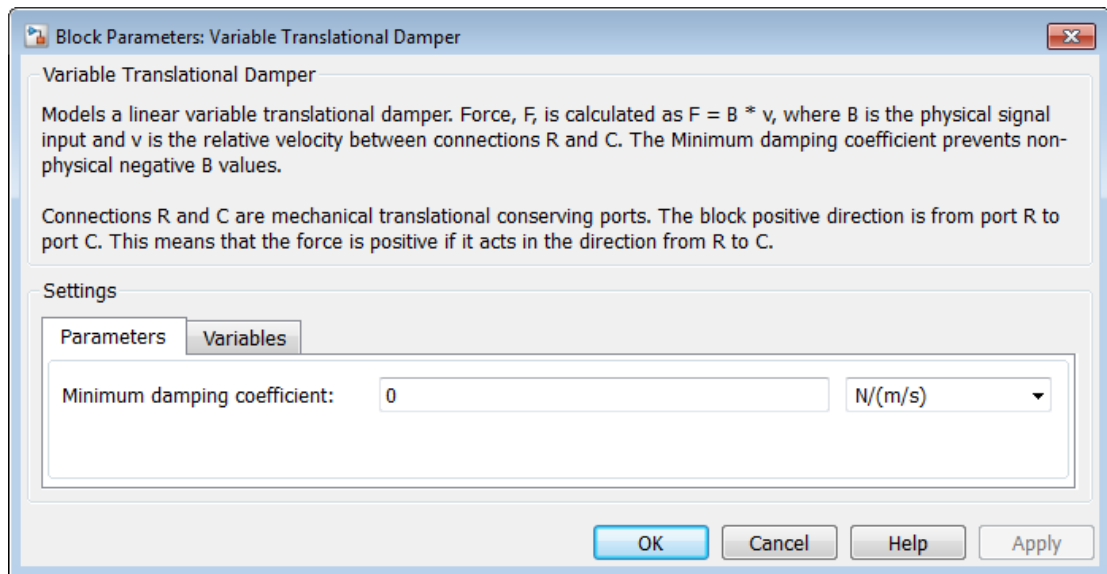 Block Parameters: Variable Translational Damper
Variable Translational Damper
Models a linear variable translational damper. Force, F, is calculated as F = B * v, where B is the physical signal
input and v is the relative velocity between connections R and C. The Minimum damping coefficient prevents non-
physical negative B values.
Connections R and C are mechanical translational conserving ports. The block positive direction is from port R to
port C. This means that the force is positive if it acts in the direction from R to C.
Settings
Parameters Variables
Minimum damping coefficient: 0 N/(m/s)
OK Cancel Help Apply